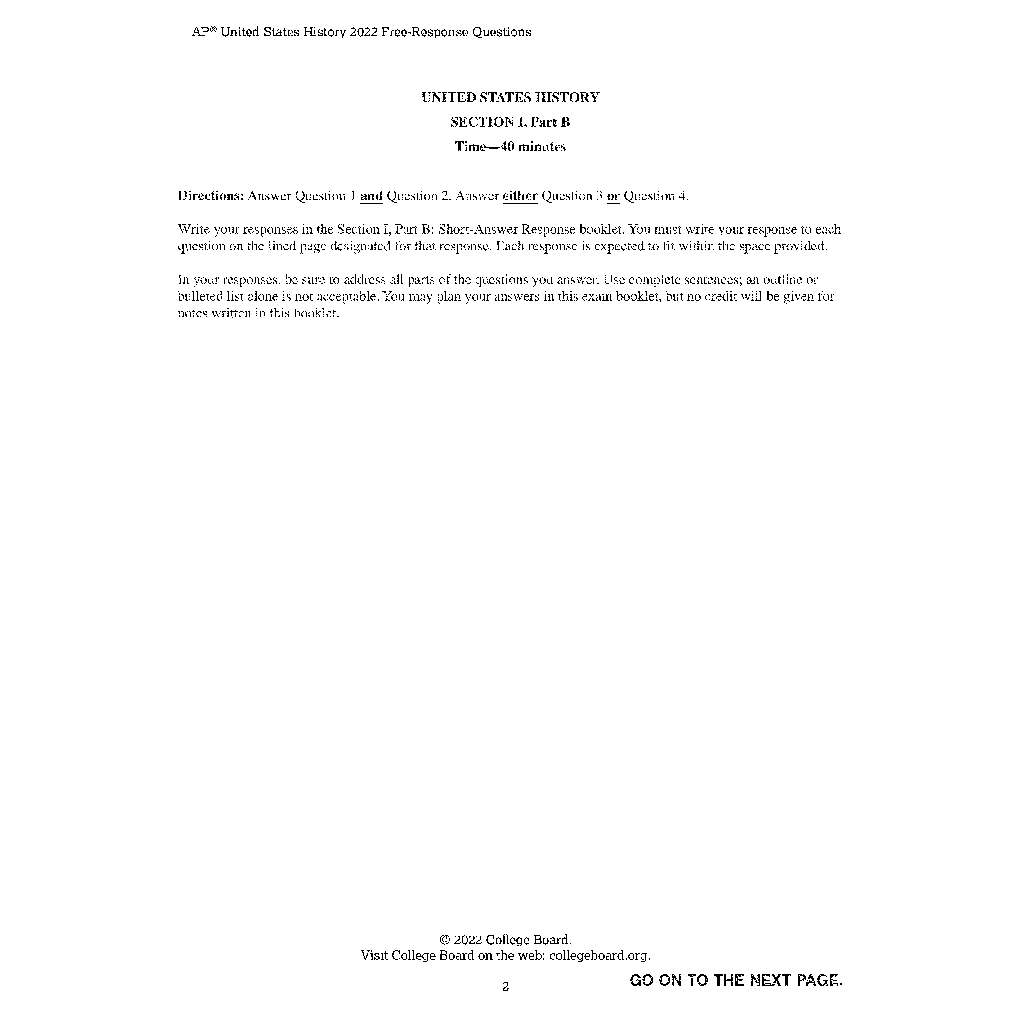 AP® United States History 2022 Free-Response Questions
UNITED STATES HISTORY
SECTION I, Part B
Time—40 minutes
Directions: Answer Question 1 and Question 2. Answer either Question 3 or Question 4.
Write your responses in the Section I, Part B: Short-Answer Response booklet. You must write your response to each
question on the lined page designated for that response. Each response is expected to fit within the space provided.
In your responses, be sure to address all parts of the questions you answer. Use complete sentences; an outline or
bulleted list alone is not acceptable. You may plan your answers in this exam booklet, but no credit will be given for
notes written in this booklet.
© 2022 College Board.
Visit College Board on the web: collegeboard.org.
GO ON TO THE NEXT PAGE.
2